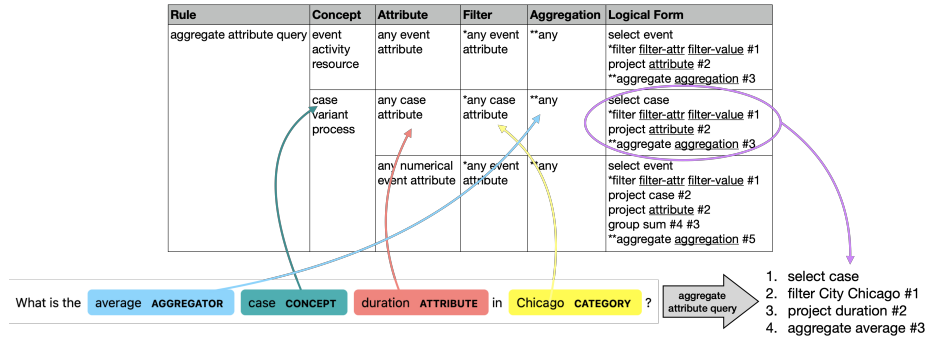 Rule Concept Attribute Filter Aggregation Logical Form
aggregate attribute query
event
activity
resource
any event
attribute
*any event
attribute
**any
select event
*filter filter-attr filter-value #1
project attribute #2
**aggregate aggregation #3
case
variant
process
any case
attribute
*any case
attribute
**any
select case
*filter filter-attr filter-value #1
project attribute #2
**aggregate aggregation #3
any numerical
event attribute
*any event
attribute
**any
select event
*filter filter-attr filter-value #1
project case #2
project attribute #2
group sum #4 #3
**aggregate aggregation #5
What is the average AGGREGATOR case CONCEPT duration ATTRIBUTE in Chicago CATEGORY ?
aggregate
attribute query
1. select case
2. filter City Chicago #1
3. project duration #2
4. aggregate average #3